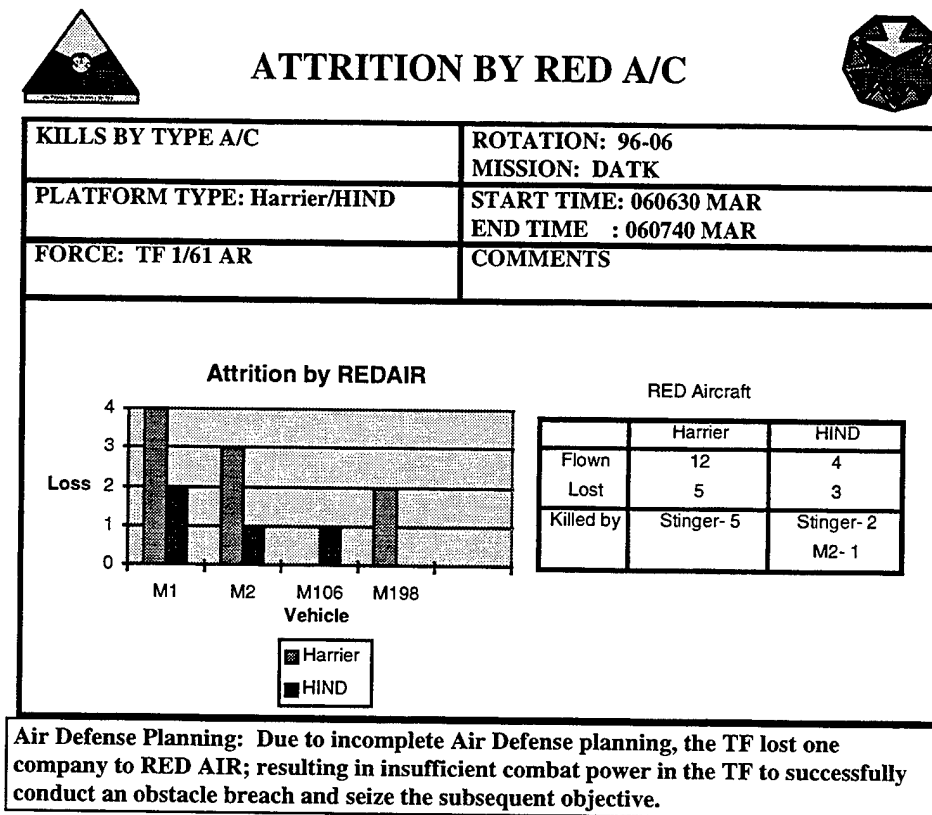 ATTRITION BY RED A/C
KILLS BY TYPE A/C
ROTATION: 96-06
MISSION: DATK
PLATFORM TYPE: Harrier/HIND
START TIME: 060630 MAR
END TIME : 060740 MAR
FORCE: TF 1/61 AR
COMMENTS
Attrition by REDAIR
4
3
Loss 2
1
0
M1 M2 M106 M198
Vehicle
Harrier
HIND
RED Aircraft
Harrier HIND
Flown 12 4
Lost 5 3
Killed by Stinger- 5 Stinger- 2
M2- 1
Air Defense Planning: Due to incomplete Air Defense planning, the TF lost one
company to RED AIR; resulting in insufficient combat power in the TF to successfully
conduct an obstacle breach and seize the subsequent objective.